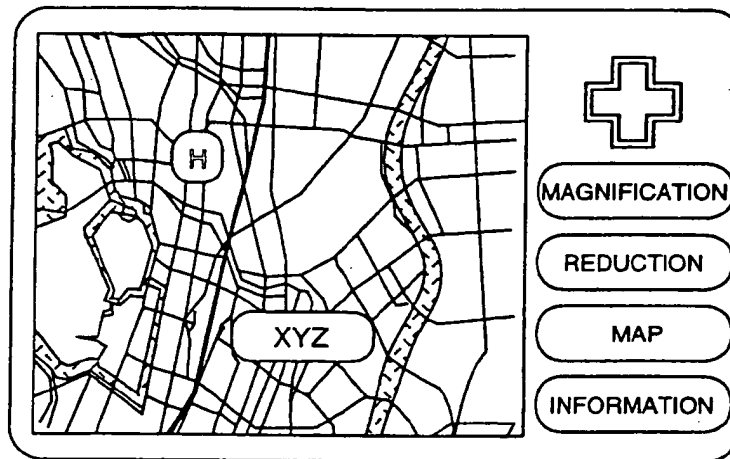 H
MAGNIFICATION
REDUCTION
XYZ
MAP
INFORMATION